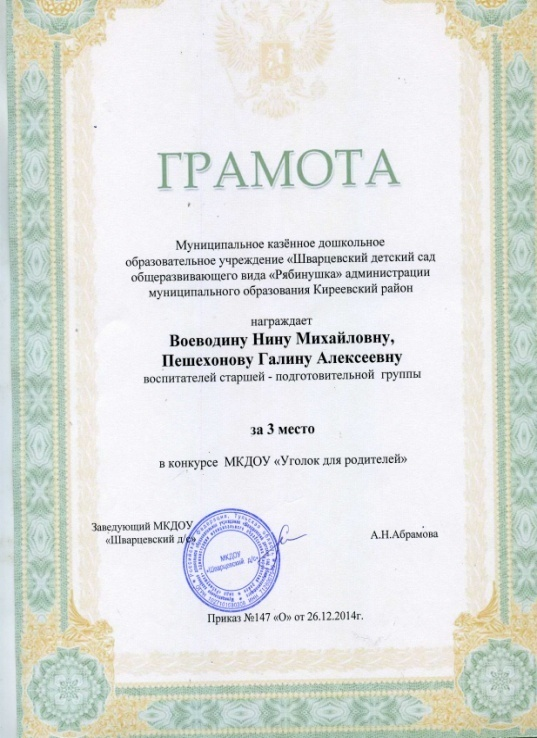 ГРАМОТА
Муниципальное казённое дошкольное
образовательное учреждение «Шварцевский детский сад
общеразвивающего вида «Рябинушка» администрации
муниципального образования Киреевский район
награждает
Воеводину Нину Михайловну,
Пешехонову Галину Алексеевну
воспитателей старшей - подготовительной группы
за 3 место
в конкурсе МКДОУ «Уголок для родителей»
Заведующий МКДОУ
«Шварцевский д/с»
А.Н.Абрамова
МКДОУ
«Шварцевский д/с»
Приказ №147 «О» от 26.12.2014г.